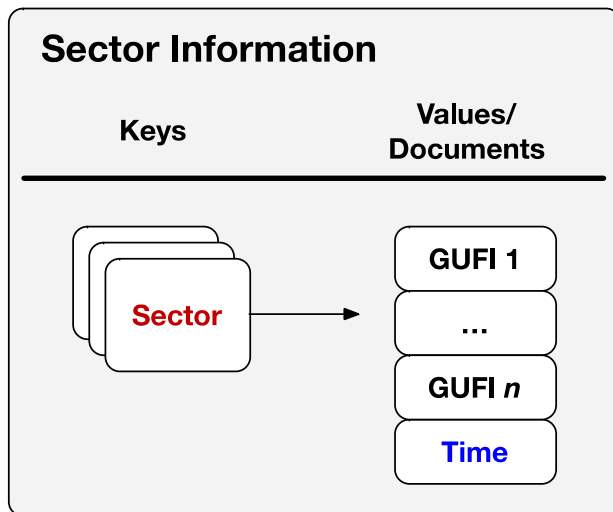 Sector Information
Keys
Values/
Documents
Sector
GUFI 1
...
GUFI n
Time